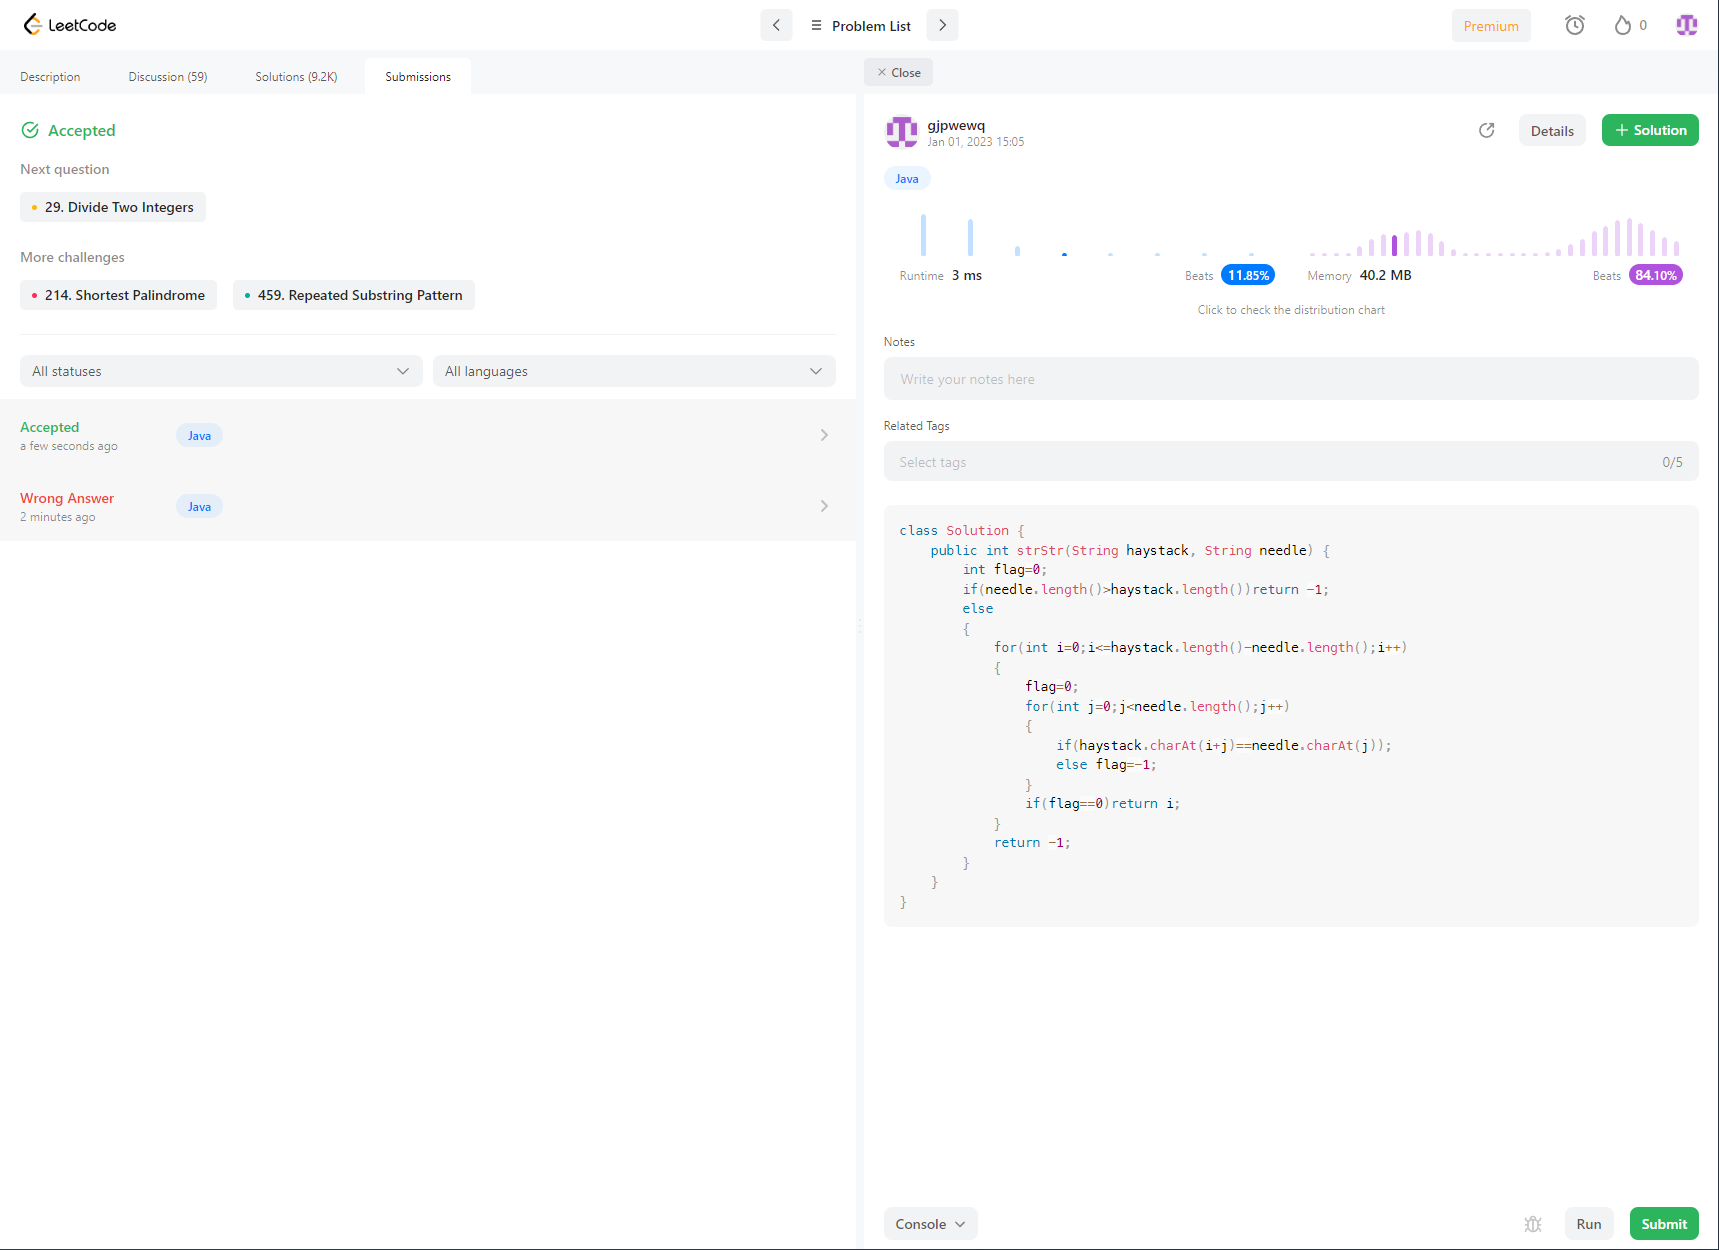 LeetCode
Problem List
Premium
0
Description
Discussion (59)
Solutions (9.2K)
Submissions
Close
Accepted
Next question
29. Divide Two Integers
More challenges
214. Shortest Palindrome
459. Repeated Substring Pattern
All statuses
All languages
Accepted
a few seconds ago
Java
Wrong Answer
2 minutes ago
Java
gjpwewq
Jan 01, 2023 15:05
Details
+ Solution
Java
Runtime 3 ms
Beats 11.85%
Memory 40.2 MB
Beats 84.10%
Click to check the distribution chart
Notes
Write your notes here
Related Tags
Select tags
0/5
class Solution {
    public int strStr(String haystack, String needle) {
        int flag=0;
        if(needle.length()>haystack.length())return -1;
        else
        {
            for(int i=0;i<=haystack.length()-needle.length();i++)
            {
                flag=0;
                for(int j=0;j<needle.length();j++)
                {
                    if(haystack.charAt(i+j)==needle.charAt(j));
                    else flag=-1;
                }
                if(flag==0)return i;
            }
            return -1;
        }
    }
}
Console
Run
Submit